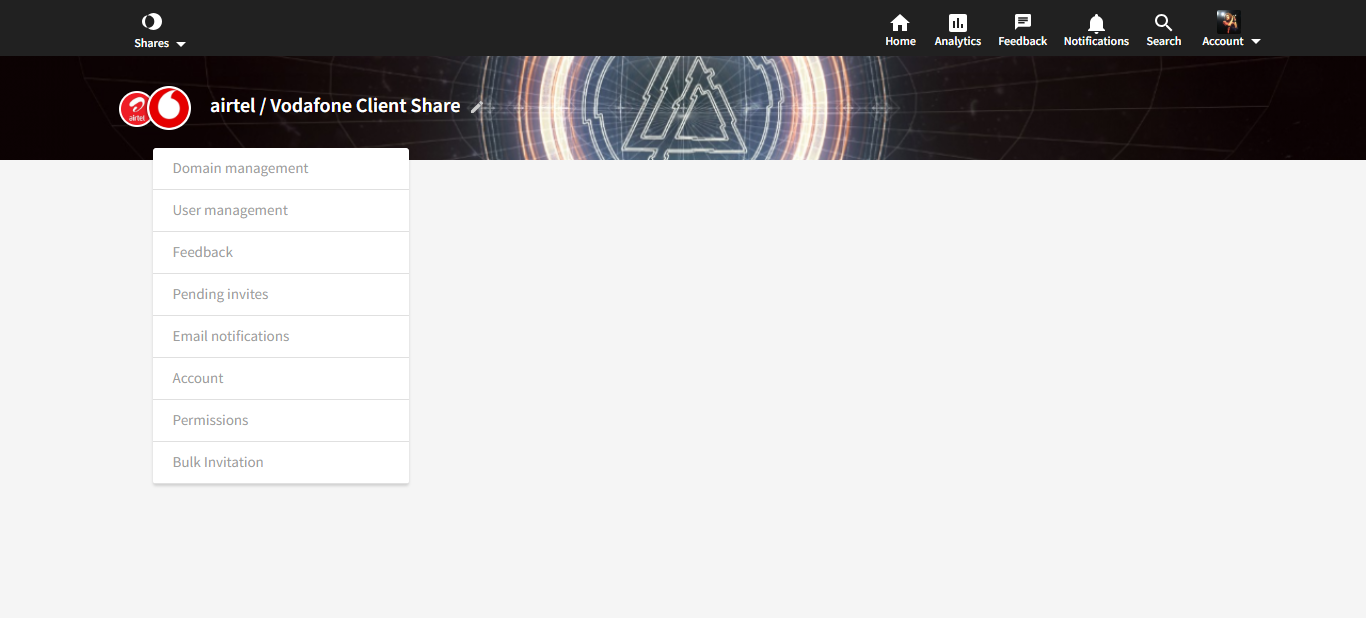 Shares
Home
Analytics
Feedback
Notifications
Search
Account
airtel
airtel / Vodafone Client Share
Domain management
User management
Feedback
Pending invites
Email notifications
Account
Permissions
Bulk Invitation